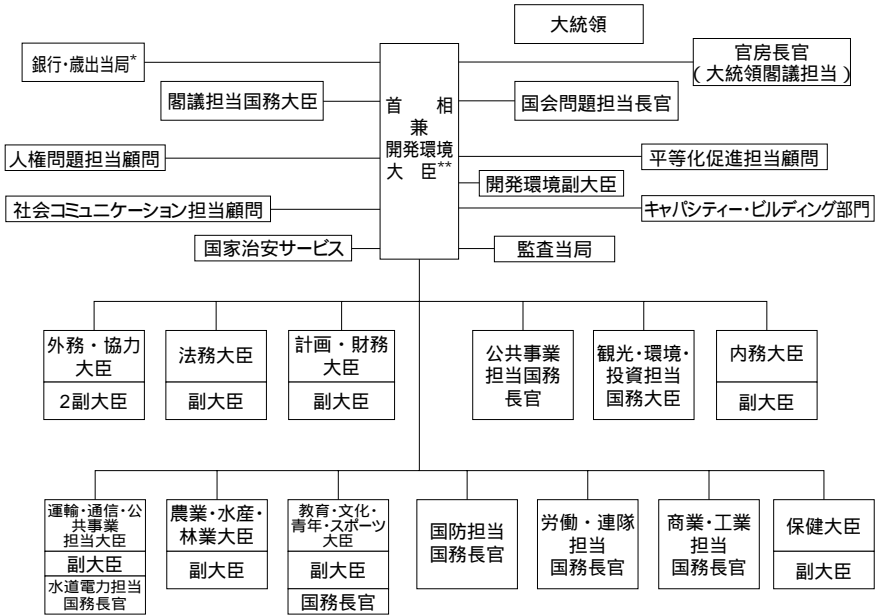 大統領
銀行・歳出当局*
官房長官
(大統領閣議担当)
閣議担当国務大臣
首 相
兼
開発環境
大 臣**
国会問題担当長官
人権問題担当顧問
平等化促進担当顧問
開発環境副大臣
社会コミュニケーション担当顧問
キャパシティー・ビルディング部門
国家治安サービス
監査当局
外務・協力
大臣
2副大臣
法務大臣
副大臣
計画・財務
大臣
副大臣
公共事業
担当国務
長官
観光・環境・
投資担当
国務大臣
内務大臣
副大臣
運輸・通信・公
共事業
担当大臣
副大臣
水道電力担当
国務長官
農業・水産・
林業大臣
副大臣
教育・文化・
青年・スポーツ
大臣
副大臣
国務長官
国防担当
国務長官
労働・連隊
担当
国務長官
商業・工業
担当
国務長官
保健大臣
副大臣